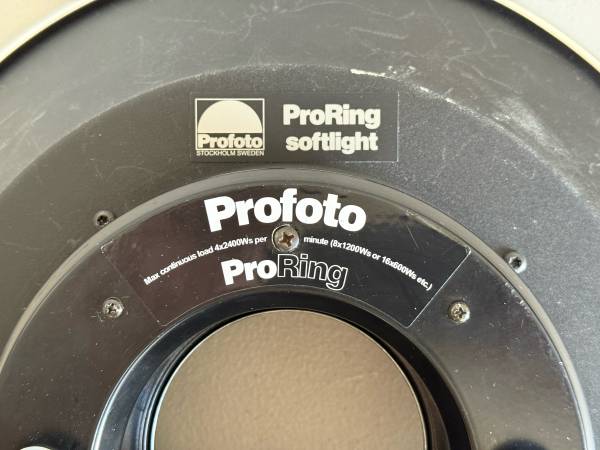 Profoto
STOCKHOLM SWEDEN
ProRing
softlight
Profoto
Max continuous load 4x2400Ws per minute (8x1200Ws or 16x600Ws etc.)
ProRing